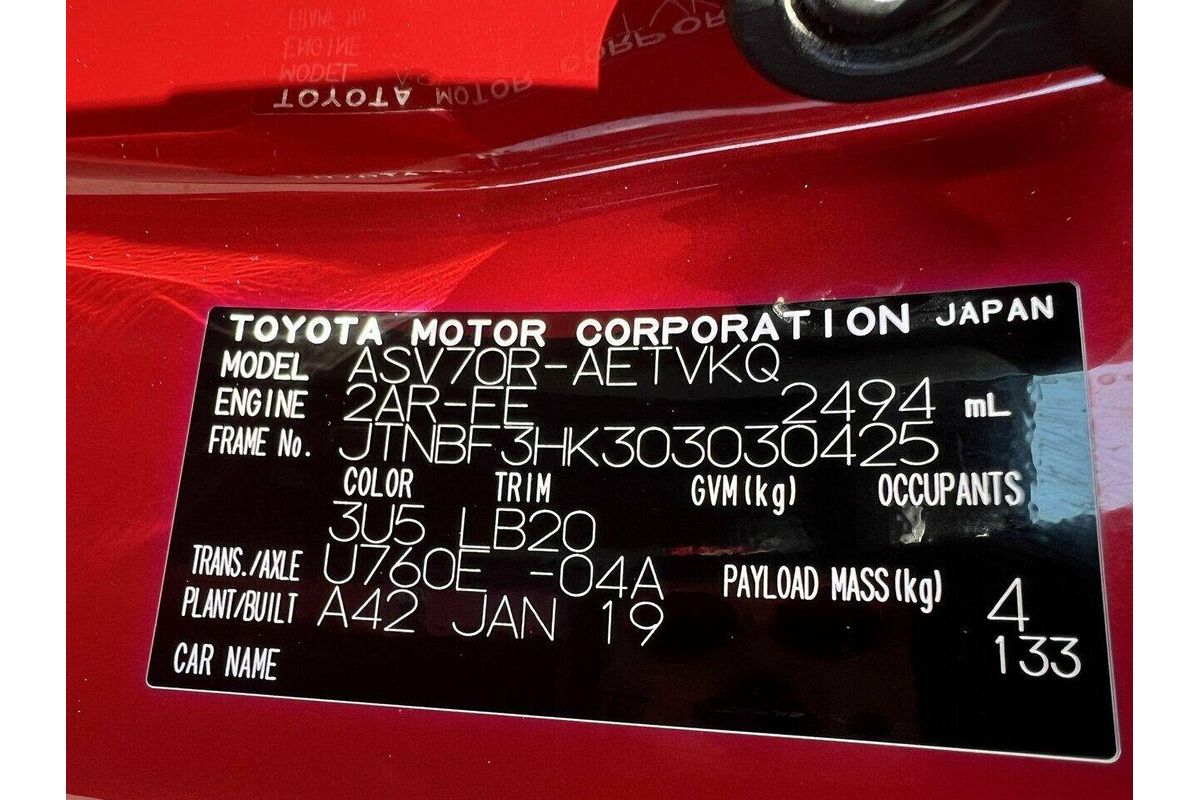 TOYOTA MOTOR CORPORATION JAPAN
MODEL ASV70R-AETVKQ
ENGINE 2AR-FE 2494 mL
FRAME No. JTNBF3HK303030425
COLOR TRIM GVM(kg) OCCUPANTS
3U5 LB20
TRANS./AXLE U760E -04A PAYLOAD MASS(kg) 4
PLANT/BUILT A42 JAN 19 133
CAR NAME